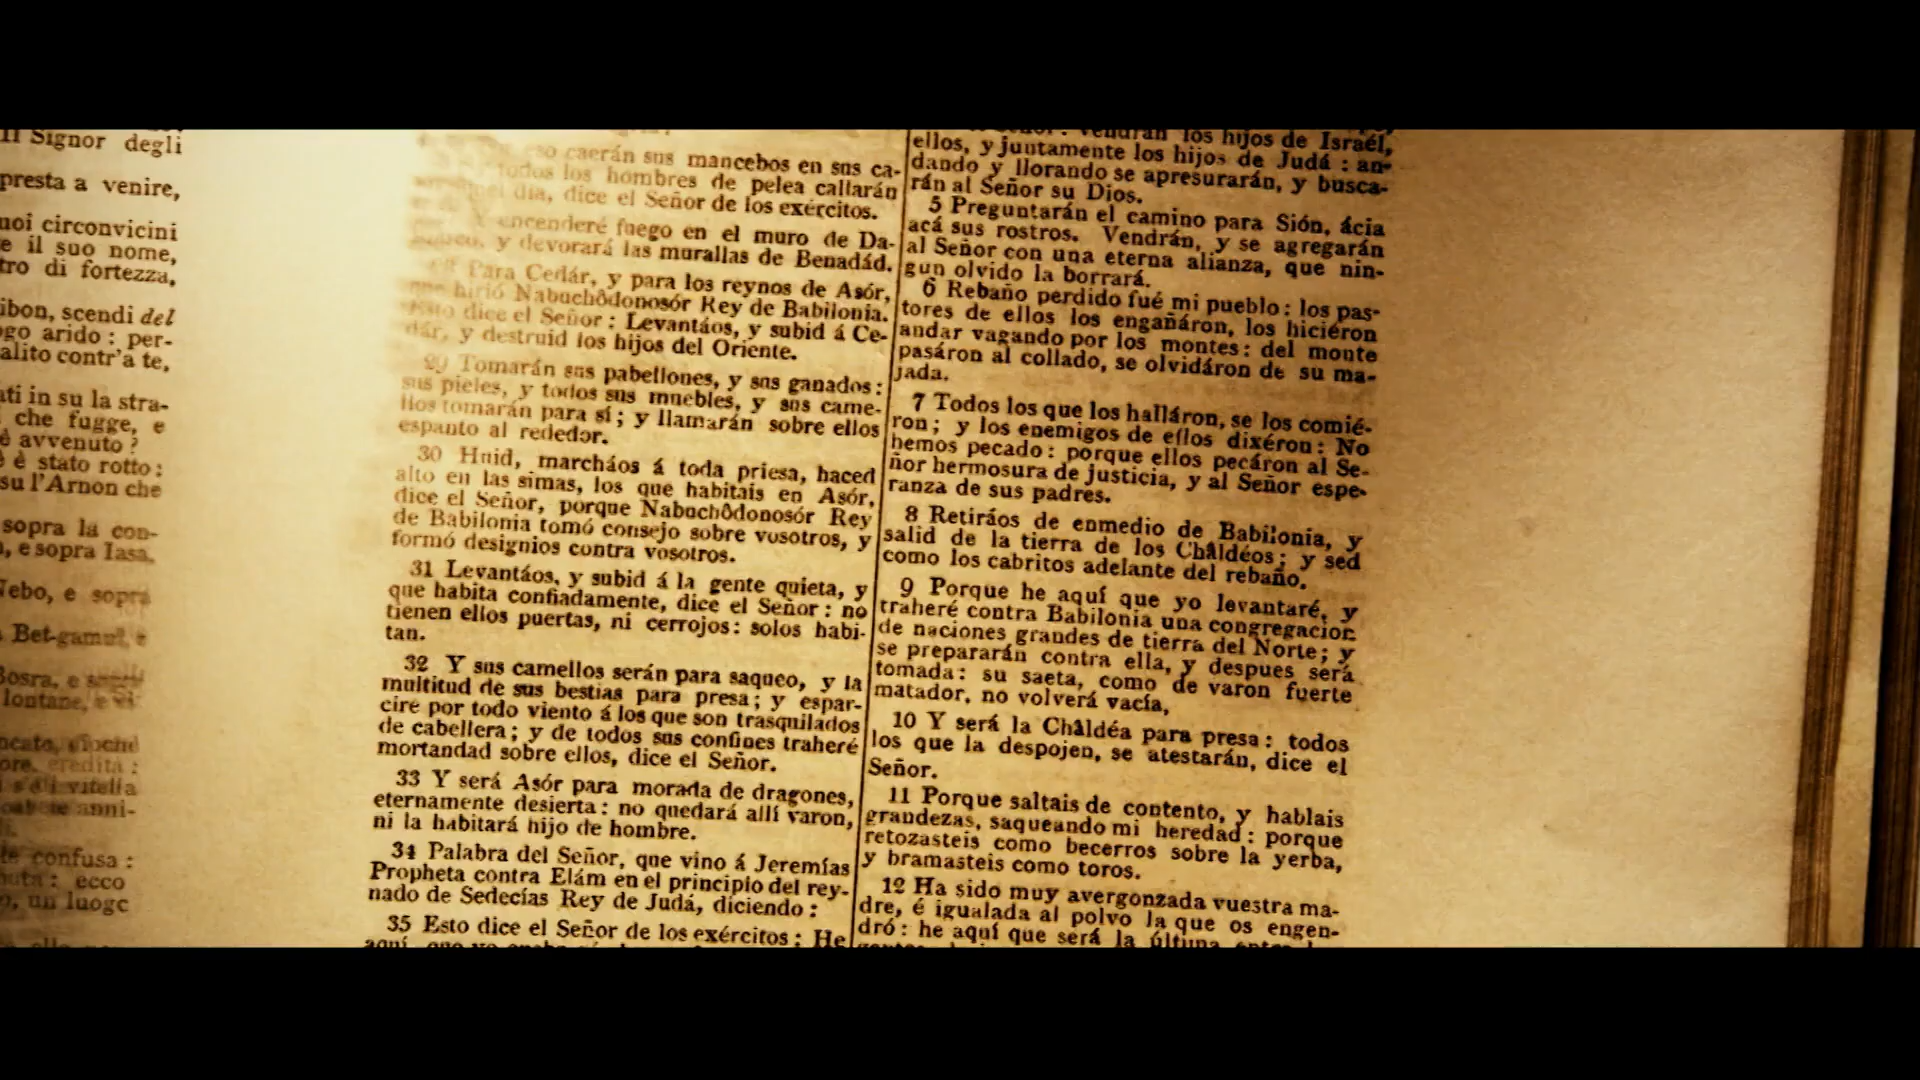 Il Signor degli
presta a venire,
circonvicini
e il suo nome,
di fortezza,
scendi del
arido : per-
alito contr'a te,
in su la stra-
che fugge, e
avvenuto ?
è stato rotto :
su l'Arnon che
sopra la con-
e sopra Iasa,
e sopra
Bet-gamul, e
e
lontane, e
eredità :
vitella
anni-
confusa :
ecco
un luogo
caerán sus mancebos en sus ca-
todos los hombres de pelea callarán
dia, dice el Señor de los exércitos.
Y encenderé fuego en el muro de Da-
y devorará las murallas de Benadád.
Para Cedár, y para los reynos de Asór,
que hirió Nabuchôdonosór Rey de Babilonia.
Esto dice el Señor : Levantáos, y subid á Ce-
dár, y destruid los hijos del Oriente.
29 Tomarán sus pabellones, y sus ganados :
sus pieles, y todos sus muebles, y sus came-
llos tomarán para sí ; y llamarán sobre ellos
espanto al rededor.
30 Huid, marcháos á toda priesa, haced
alto en las simas, los que habitais en Asór,
dice el Señor, porque Nabuchôdonosór Rey
de Babilonia tomó consejo sobre vosotros, y
formó designios contra vosotros.
31 Levantáos, y subid á la gente quieta, y
que habita confiadamente, dice el Señor : no
tienen ellos puertas, ni cerrojos : solos habi-
tan.
32 Y sus camellos serán para saqueo, y la
multitud de sus bestias para presa ; y espar-
ciré por todo viento á los que son trasquilados
de cabellera ; y de todos sus confines traheré
mortandad sobre ellos, dice el Señor.
33 Y será Asór para morada de dragones,
eternamente desierta : no quedará allí varon,
ni la habitará hijo de hombre.
34 Palabra del Señor, que vino á Jeremías
Propheta contra Elám en el principio del rey-
nado de Sedecías Rey de Judá, diciendo :
35 Esto dice el Señor de los exércitos : He
aquí, que yo
vendrán los hijos de Israél,
ellos, y juntamente los hijos de Judá : an-
dando y llorando se apresurarán, y busca-
rán al Señor su Dios.
5 Preguntarán el camino para Sión, ácia
acá sus rostros. Vendrán, y se agregarán
al Señor con una eterna alianza, que nin-
gun olvido la borrará.
6 Rebaño perdido fué mi pueblo : los pas-
tores de ellos los engañáron, los hiciéron
andar vagando por los montes : del monte
pasáron al collado, se olvidáron de su ma-
jada.
7 Todos los que los halláron, se los comié-
ron ; y los enemigos de ellos dixéron : No
hemos pecado : porque ellos pecáron al Se-
ñor hermosura de justicia, y al Señor espe-
ranza de sus padres.
8 Retiráos de enmedio de Babilonia, y
salid de la tierra de los Châldéos ; y sed
como los cabritos adelante del rebaño.
9 Porque he aquí que yo levantaré, y
traheré contra Babilonia una congregacion
de naciones grandes de tierra del Norte ; y
se prepararán contra ella, y despues será
tomada : su saeta, como de varon fuerte
matador, no volverá vacía,
10 Y será la Châldéa para presa : todos
los que la despojen, se atestarán, dice el
Señor.
11 Porque saltais de contento, y hablais
grandezas, saqueando mi heredad : porque
retozasteis como becerros sobre la yerba,
y bramasteis como toros.
12 Ha sido muy avergonzada vuestra ma-
dre, é igualada al polvo la que os engen-
dró : he aquí que será la última